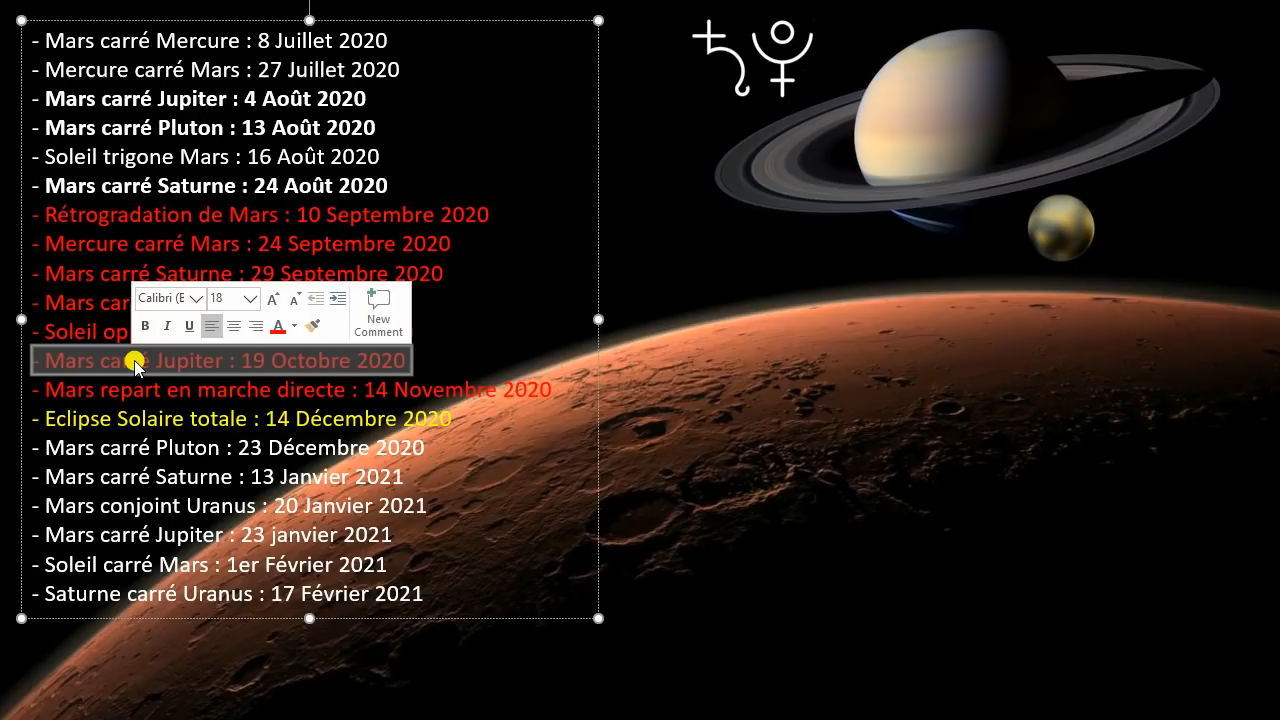 - Mars carré Mercure : 8 Juillet 2020
- Mercure carré Mars : 27 Juillet 2020
- Mars carré Jupiter : 4 Août 2020
- Mars carré Pluton : 13 Août 2020
- Soleil trigone Mars : 16 Août 2020
- Mars carré Saturne : 24 Août 2020
- Rétrogradation de Mars : 10 Septembre 2020
- Mercure carré Mars : 24 Septembre 2020
- Mars carré Saturne : 29 Septembre 2020
- Mars car
Calibri (E 18
- Soleil op
B I U A
New
Comment
- Mars carré Jupiter : 19 Octobre 2020
- Mars repart en marche directe : 14 Novembre 2020
- Eclipse Solaire totale : 14 Décembre 2020
- Mars carré Pluton : 23 Décembre 2020
- Mars carré Saturne : 13 Janvier 2021
- Mars conjoint Uranus : 20 Janvier 2021
- Mars carré Jupiter : 23 janvier 2021
- Soleil carré Mars : 1er Février 2021
- Saturne carré Uranus : 17 Février 2021